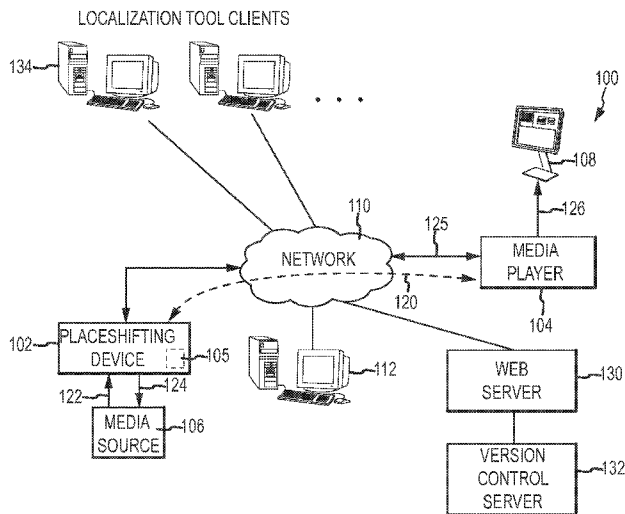 LOCALIZATION TOOL CLIENTS
134
. . .
100
108
110
125
126
NETWORK
MEDIA
PLAYER
120
104
102
PLACESHIFTING
DEVICE
105
112
122
124
WEB
SERVER
130
MEDIA
SOURCE
106
VERSION
CONTROL
SERVER
132